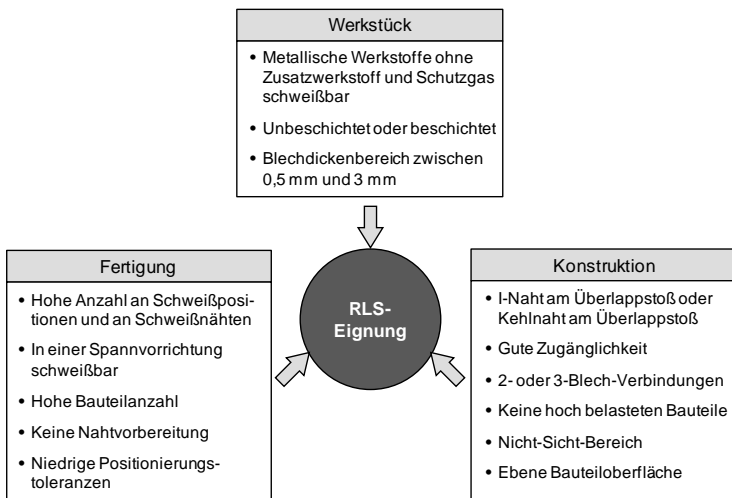 Werkstück
• Metallische Werkstoffe ohne
Zusatzwerkstoff und Schutzgas
schweißbar
• Unbeschichtet oder beschichtet
• Blechdickenbereich zwischen
0,5 mm und 3 mm
Fertigung
• Hohe Anzahl an Schweißposi-
tionen und an Schweißnähten
• In einer Spannvorrichtung
schweißbar
• Hohe Bauteilanzahl
• Keine Nahtvorbereitung
• Niedrige Positionierungs-
toleranzen
RLS-
Eignung
Konstruktion
• I-Naht am Überlappstoß oder
Kehlnaht am Überlappstoß
• Gute Zugänglichkeit
• 2- oder 3-Blech-Verbindungen
• Keine hoch belasteten Bauteile
• Nicht-Sicht-Bereich
• Ebene Bauteiloberfläche